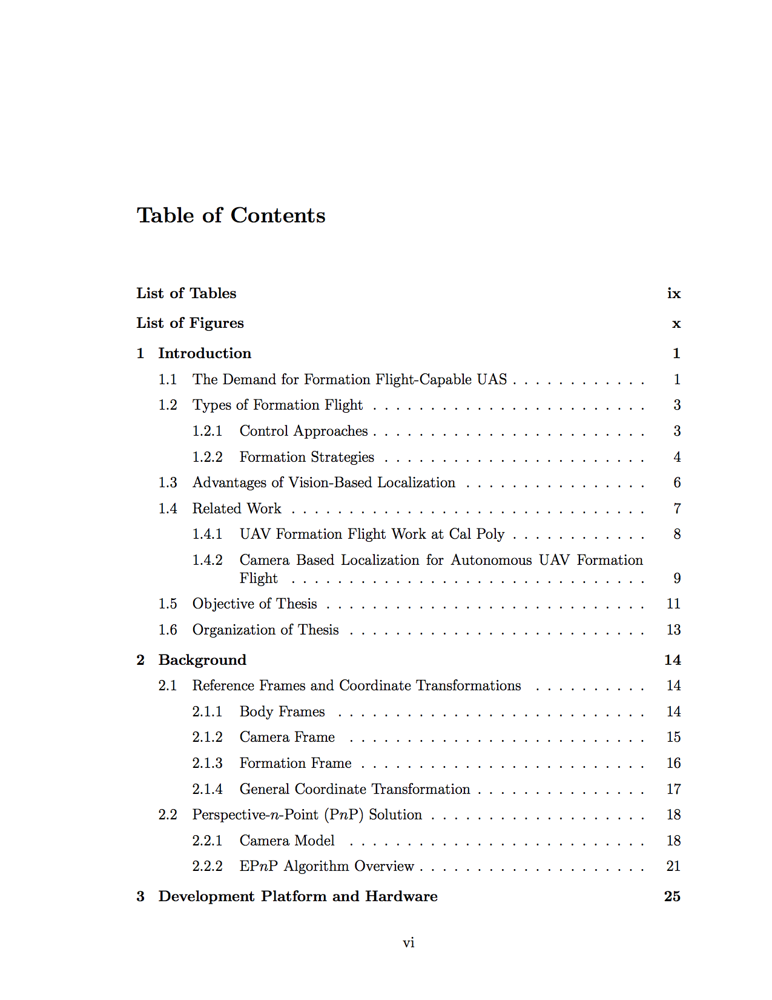 Table of Contents
List of Tables ix
List of Figures x
1 Introduction 1
1.1 The Demand for Formation Flight-Capable UAS . . . . . . . . . . . . 1
1.2 Types of Formation Flight . . . . . . . . . . . . . . . . . . . . . . . . 3
1.2.1 Control Approaches . . . . . . . . . . . . . . . . . . . . . . . . 3
1.2.2 Formation Strategies . . . . . . . . . . . . . . . . . . . . . . . 4
1.3 Advantages of Vision-Based Localization . . . . . . . . . . . . . . . . 6
1.4 Related Work . . . . . . . . . . . . . . . . . . . . . . . . . . . . . . . 7
1.4.1 UAV Formation Flight Work at Cal Poly . . . . . . . . . . . . 8
1.4.2 Camera Based Localization for Autonomous UAV Formation
Flight . . . . . . . . . . . . . . . . . . . . . . . . . . . . . . . 9
1.5 Objective of Thesis . . . . . . . . . . . . . . . . . . . . . . . . . . . . 11
1.6 Organization of Thesis . . . . . . . . . . . . . . . . . . . . . . . . . . 13
2 Background 14
2.1 Reference Frames and Coordinate Transformations . . . . . . . . . . 14
2.1.1 Body Frames . . . . . . . . . . . . . . . . . . . . . . . . . . . 14
2.1.2 Camera Frame . . . . . . . . . . . . . . . . . . . . . . . . . . 15
2.1.3 Formation Frame . . . . . . . . . . . . . . . . . . . . . . . . . 16
2.1.4 General Coordinate Transformation . . . . . . . . . . . . . . . 17
2.2 Perspective-n-Point (PnP) Solution . . . . . . . . . . . . . . . . . . . 18
2.2.1 Camera Model . . . . . . . . . . . . . . . . . . . . . . . . . . 18
2.2.2 EPnP Algorithm Overview . . . . . . . . . . . . . . . . . . . . 21
3 Development Platform and Hardware 25
vi